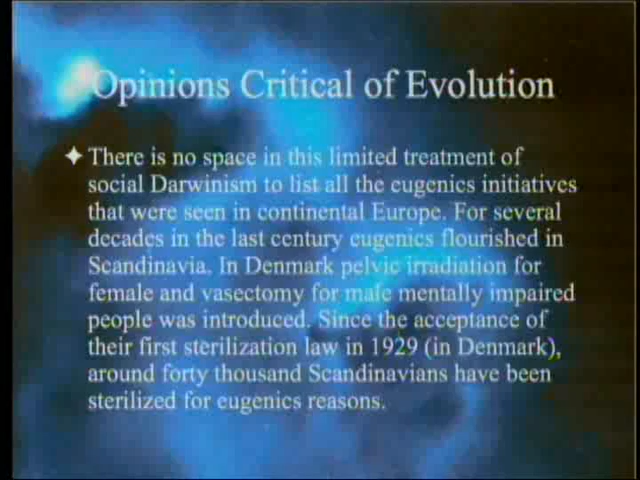 Opinions Critical of Evolution
There is no space in this limited treatment of
social Darwinism to list all the eugenics initiatives
that were seen in continental Europe. For several
decades in the last century eugenics flourished in
Scandinavia. In Denmark pelvic irradiation for
female and vasectomy for male mentally impaired
people was introduced. Since the acceptance of
their first sterilization law in 1929 (in Denmark),
around forty thousand Scandinavians have been
sterilized for eugenics reasons.